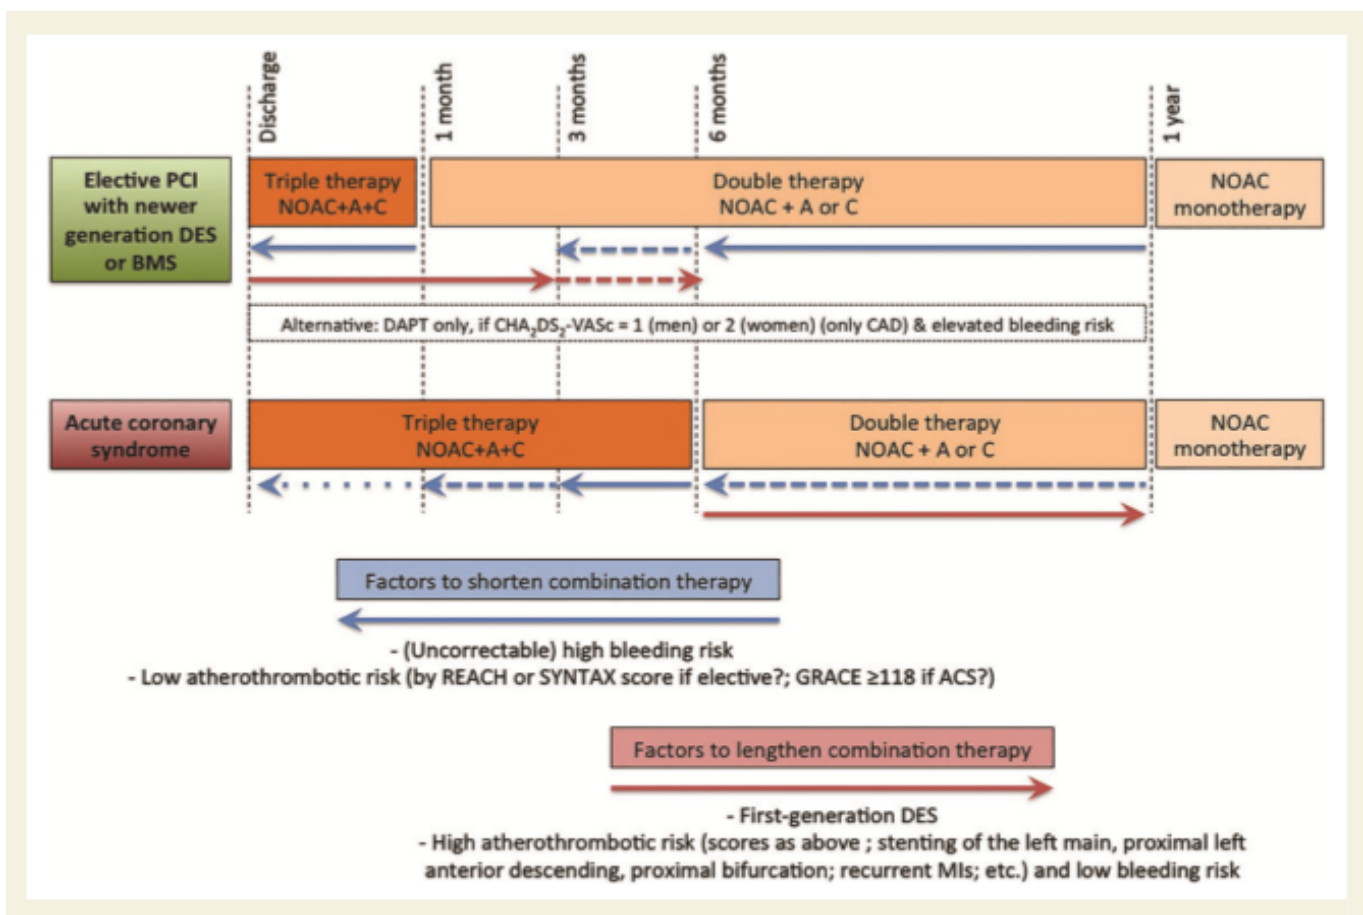 Discharge
1 month
3 months
6 months
1 year
Elective PCI
with newer
generation DES
or BMS
Triple therapy
NOAC+A+C
Double therapy
NOAC + A or C
NOAC
monotherapy
Alternative: DAPT only, if CHA₂DS₂-VASc = 1 (men) or 2 (women) (only CAD) & elevated bleeding risk
Acute coronary
syndrome
Triple therapy
NOAC+A+C
Double therapy
NOAC + A or C
NOAC
monotherapy
Factors to shorten combination therapy
- (Uncorrectable) high bleeding risk
- Low atherothrombotic risk (by REACH or SYNTAX score if elective?; GRACE ≥118 if ACS?)
Factors to lengthen combination therapy
- First-generation DES
- High atherothrombotic risk (scores as above ; stenting of the left main, proximal left
anterior descending, proximal bifurcation; recurrent MIs; etc.) and low bleeding risk